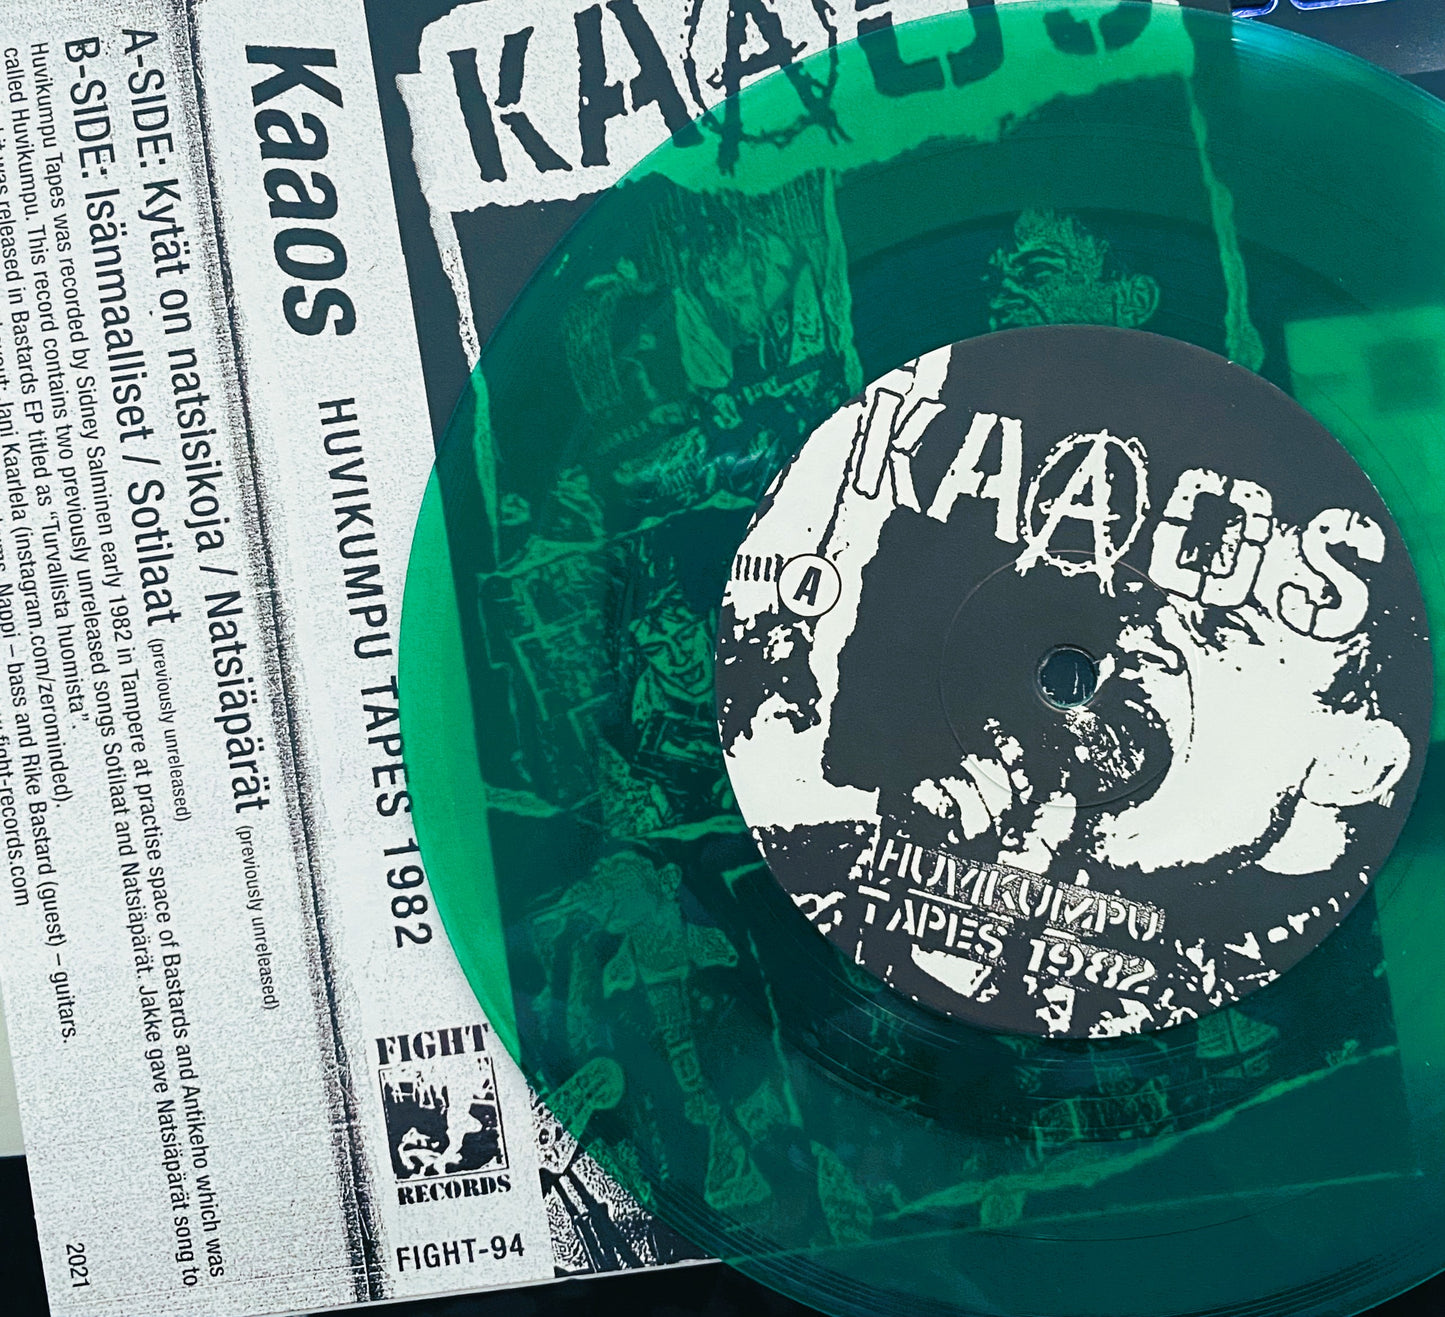 KAAOS
Kaaos HUVIKUMPU TAPES 1982
A-SIDE: Kytät on natsisikoja / Natsiäpärät (previously unreleased)
B-SIDE: Isänmaalliset / Sotilaat (previously unreleased)
Huvikumpu Tapes was recorded by Sidney Salminen early 1982 in Tampere at practise space of Bastards and Antikeho which was
called Huvikumpu. This record contains two previously unreleased songs Sotilaat and Natsiäpärät. Jakke gave Natsiäpärät song to
it was released in Bastards EP titled as "Turvallista huomista".
Jani Kaarlela (instagram.com/zerominded).
Nappi – bass and Rike Bastard (guest) – guitars.
fight-records.com
2021
FIGHT
RECORDS
FIGHT-94
KAAOS
A
HUVIKUMPU
TAPES 1982